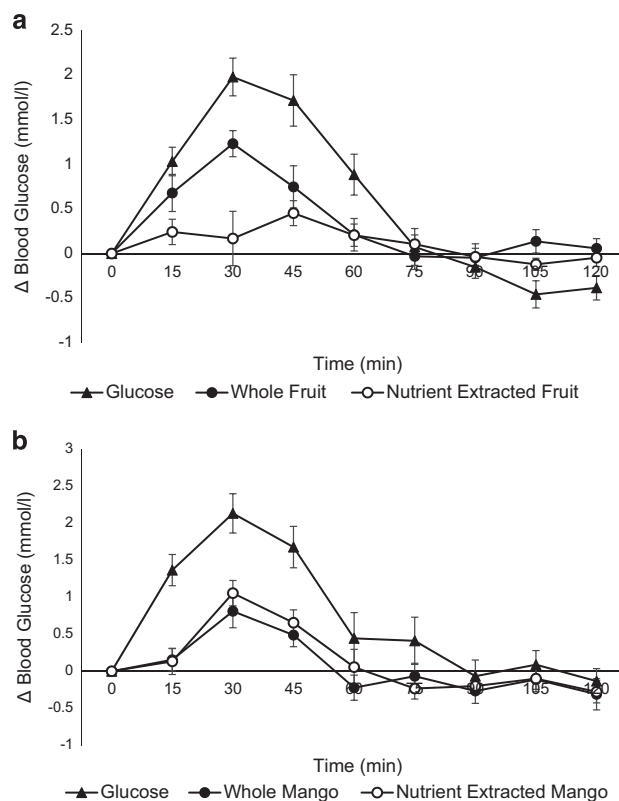 a
2.5
2
1.5
1
0.5
0
-0.5
-1
Δ Blood Glucose (mmol/l)
0 15 30 45 60 75 90 105 120
Time (min)
Glucose Whole Fruit Nutrient Extracted Fruit
b
3
2.5
2
1.5
1
0.5
0
-0.5
-1
Δ Blood Glucose (mmol/l)
0 15 30 45 60 75 90 105 120
Time (min)
Glucose Whole Mango Nutrient Extracted Mango